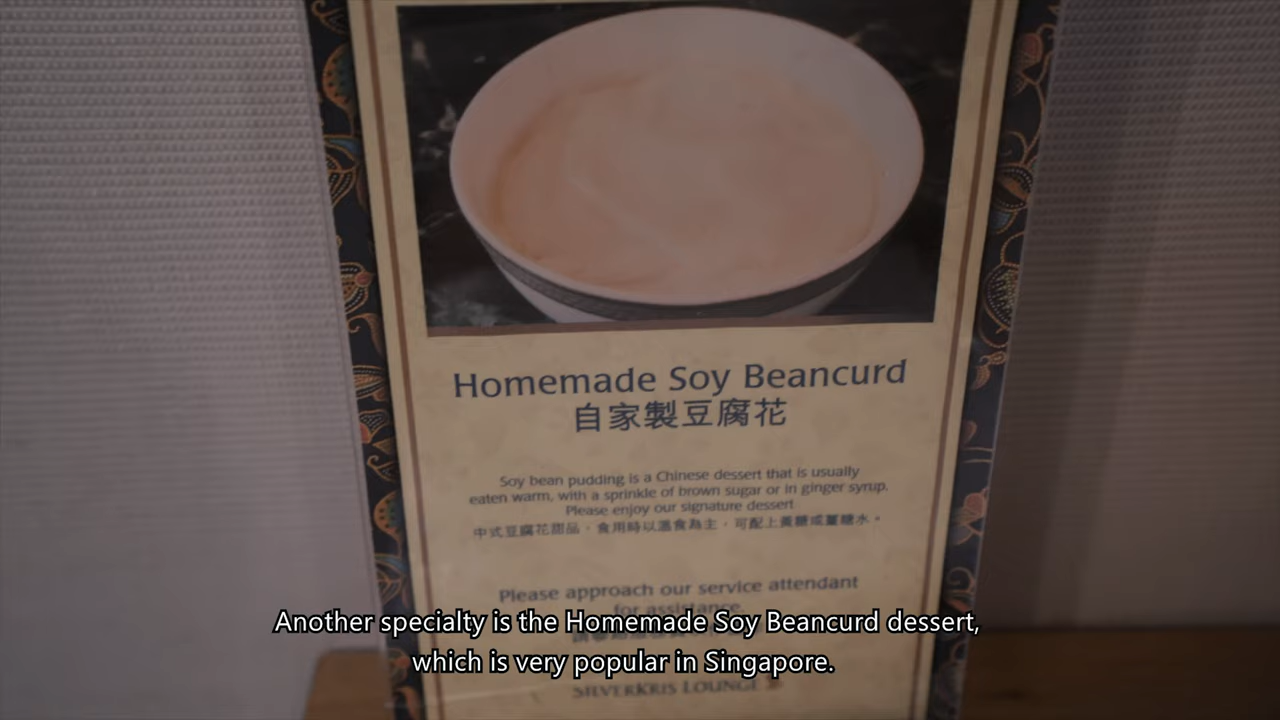 Homemade Soy Beancurd
自家製豆腐花
Soy bean pudding is a Chinese dessert that is usually
eaten warm, with a sprinkle of brown sugar or in ginger syrup.
Please enjoy our signature dessert
中式豆腐花甜品，食用時以溫食為主，可配上黃糖或薑糖水。
Please approach our service attendant
for assistance.
Another specialty is the Homemade Soy Beancurd dessert,
which is very popular in Singapore.
SILVERKRIS LOUNGE